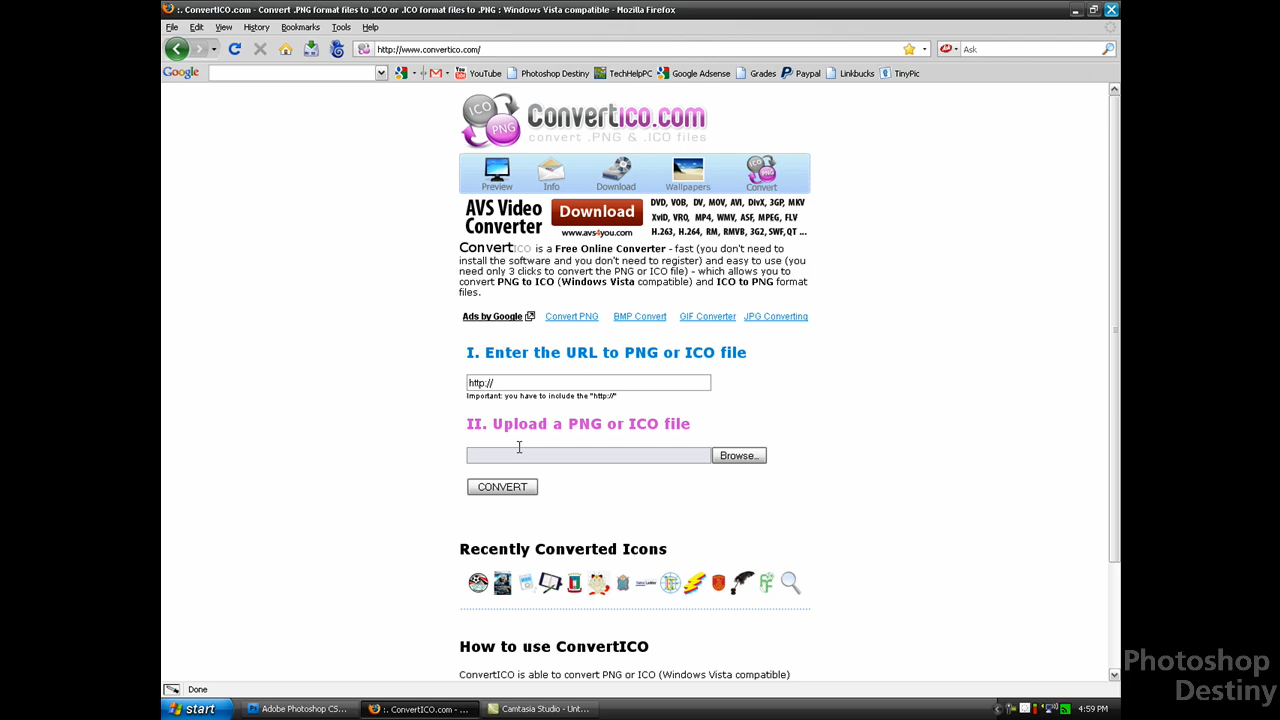 :. ConvertICO.com - Convert .PNG format files to .ICO or .ICO format files to .PNG : Windows Vista compatible - Mozilla Firefox
File Edit View History Bookmarks Tools Help
http://www.convertico.com/
Ask
Google
YouTube Photoshop Destiny TechHelpPC Google Adsense Grades Paypal Linkbucks TinyPic
ICO
PNG
Convertico.com
convert .PNG & .ICO files
Preview Info Download Wallpapers Convert
AVS Video Converter
Download
www.avs4you.com
DVD, VOB, DV, MOV, AVI, DivX, 3GP, MKV
XviD, VRO, MP4, WMV, ASF, MPEG, FLV
H.263, H.264, RM, RMVB, 3G2, SWF, QT ...
ConvertICO is a Free Online Converter - fast (you don't need to
install the software and you don't need to register) and easy to use (you
need only 3 clicks to convert the PNG or ICO file) - which allows you to
convert PNG to ICO (Windows Vista compatible) and ICO to PNG format
files.
Ads by Google Convert PNG BMP Convert GIF Converter JPG Converting
I. Enter the URL to PNG or ICO file
http://
Important: you have to include the "http://"
II. Upload a PNG or ICO file
Browse...
CONVERT
Recently Converted Icons
How to use ConvertICO
ConvertICO is able to convert PNG or ICO (Windows Vista compatible)
Done
start Adobe Photoshop CS... :. ConvertICO.com - ... Camtasia Studio - Unt... 4:59 PM
Photoshop
Destiny